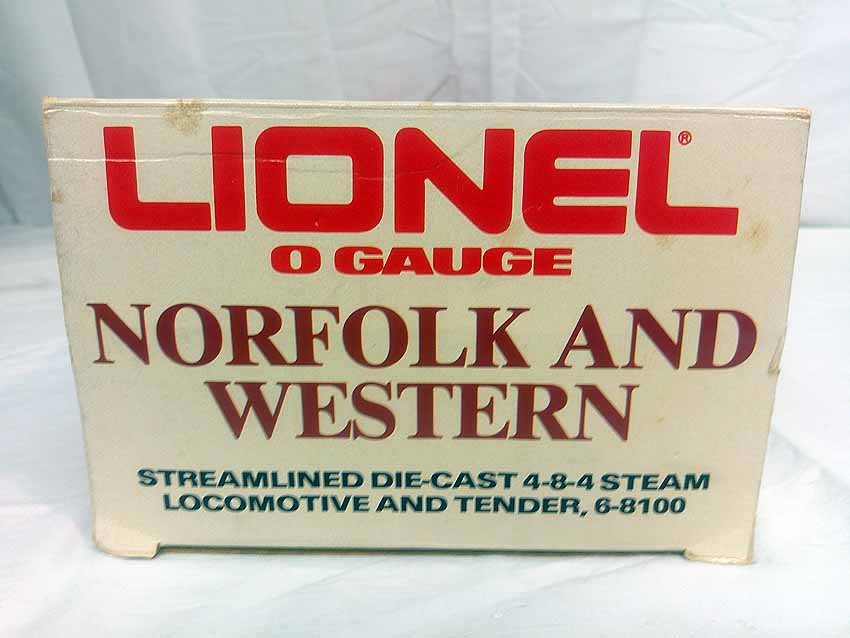 LIONEL®
O GAUGE
NORFOLK AND
WESTERN
STREAMLINED DIE-CAST 4-8-4 STEAM
LOCOMOTIVE AND TENDER, 6-8100